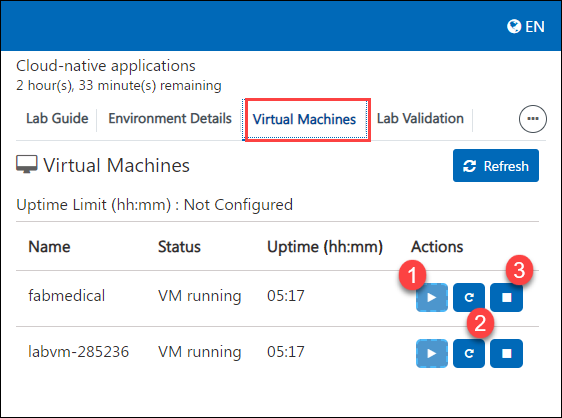 EN
Cloud-native applications
2 hour(s), 33 minute(s) remaining
Lab Guide Environment Details Virtual Machines Lab Validation
Virtual Machines Refresh
Uptime Limit (hh:mm) : Not Configured
Name Status Uptime (hh:mm) Actions
1 3
fabmedical VM running 05:17
2
labvm-285236 VM running 05:17